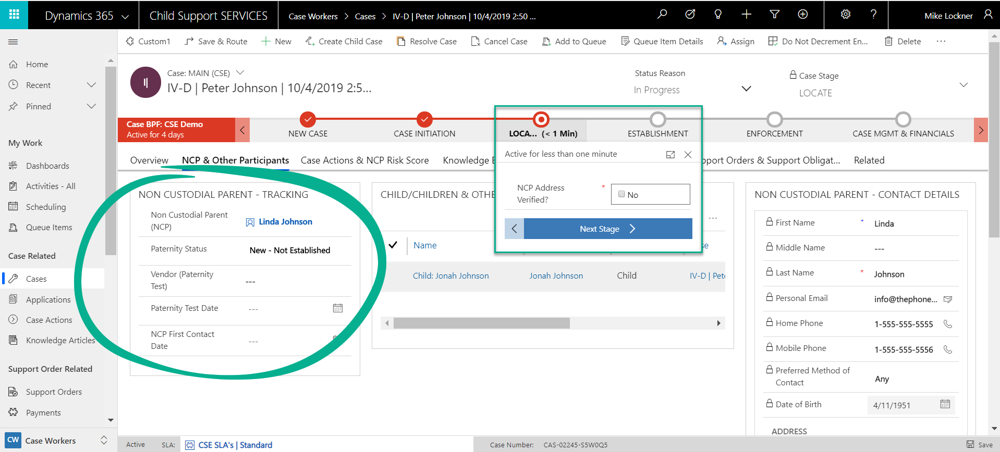 Dynamics 365
Child Support SERVICES
Case Workers > Cases > IV-D | Peter Johnson | 10/4/2019 2:50 ...
Mike Lockner
Custom1
Save & Route
New
Create Child Case
Resolve Case
Cancel Case
Add to Queue
Queue Item Details
Assign
Do Not Decrement En...
Delete
...
Home
Recent
Pinned
My Work
Dashboards
Activities - All
Scheduling
Queue Items
Case Related
Cases
Applications
Case Actions
Knowledge Articles
Support Order Related
Support Orders
Payments
CW Case Workers
Case: MAIN (CSE)
IV-D | Peter Johnson | 10/4/2019 2:5...
Status Reason
In Progress
Case Stage
LOCATE
Case BPF: CSE Demo
Active for 4 days
NEW CASE
CASE INITIATION
LOCA... (< 1 Min)
ESTABLISHMENT
ENFORCEMENT
CASE MGMT & FINANCIALS
Overview
NCP & Other Participants
Case Actions & NCP Risk Score
Knowledge
pport Orders & Support Obligat...
Related
Active for less than one minute
NCP Address
Verified?
*
No
Next Stage
NON CUSTODIAL PARENT - TRACKING
Non Custodial Parent
(NCP)
Linda Johnson
Paternity Status
New - Not Established
Vendor (Paternity
Test)
---
Paternity Test Date
---
NCP First Contact
Date
---
CHILD/CHILDREN & OTHE
...
Name
se
Child: Jonah Johnson
Jonah Johnson
Child
IV-D | Pete
NON CUSTODIAL PARENT - CONTACT DETAILS
First Name + Linda
Middle Name ---
Last Name * Johnson
Personal Email info@thephone...
Home Phone 1-555-555-5555
Mobile Phone 1-555-555-5556
Preferred Method of
Contact
Any
Date of Birth 4/11/1951
ADDRESS
Active
SLA:
CSE SLA's | Standard
Case Number: CAS-02245-S5W0Q5
Save